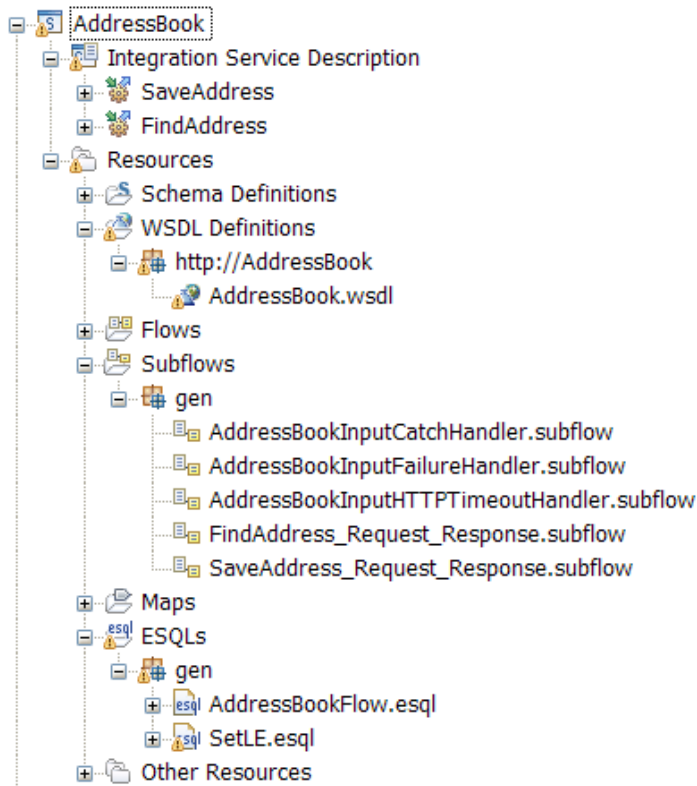 AddressBook
Integration Service Description
SaveAddress
FindAddress
Resources
Schema Definitions
WSDL Definitions
http://AddressBook
AddressBook.wsdl
Flows
Subflows
gen
AddressBookInputCatchHandler.subflow
AddressBookInputFailureHandler.subflow
AddressBookInputHTTPTimeoutHandler.subflow
FindAddress_Request_Response.subflow
SaveAddress_Request_Response.subflow
Maps
ESQLs
gen
AddressBookFlow.esql
SetLE.esql
Other Resources